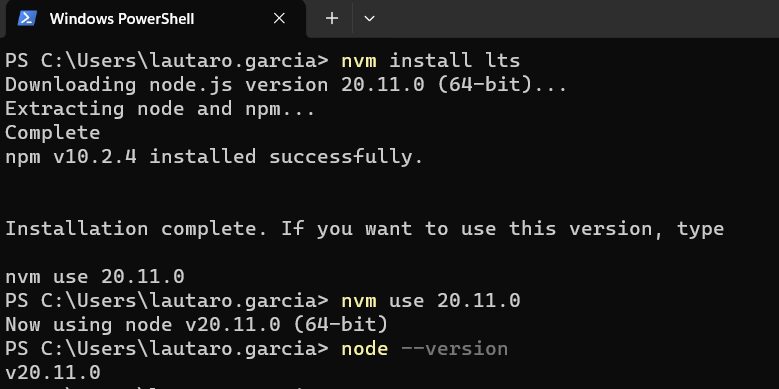 Windows PowerShell
PS C:\Users\lautaro.garcia> nvm install lts
Downloading node.js version 20.11.0 (64-bit)...
Extracting node and npm...
Complete
npm v10.2.4 installed successfully.
Installation complete. If you want to use this version, type
nvm use 20.11.0
PS C:\Users\lautaro.garcia> nvm use 20.11.0
Now using node v20.11.0 (64-bit)
PS C:\Users\lautaro.garcia> node --version
v20.11.0